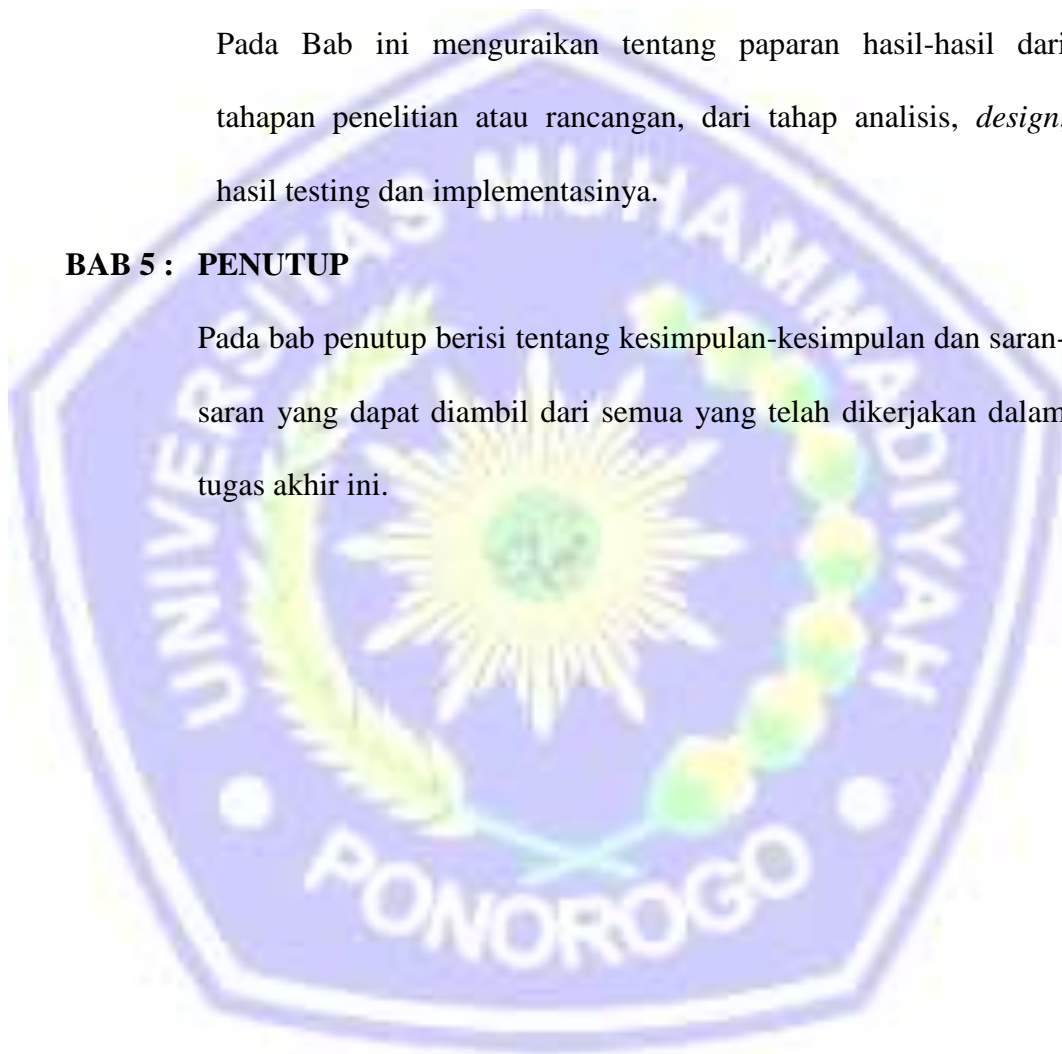 Pada Bab ini menguraikan tentang paparan hasil-hasil dari
tahapan penelitian atau rancangan, dari tahap analisis, design,
hasil testing dan implementasinya.
BAB 5 : PENUTUP
Pada bab penutup berisi tentang kesimpulan-kesimpulan dan saran-
saran yang dapat diambil dari semua yang telah dikerjakan dalam
tugas akhir ini.
UNIVERSITAS MUHAMMADIYAH
PONOROGO